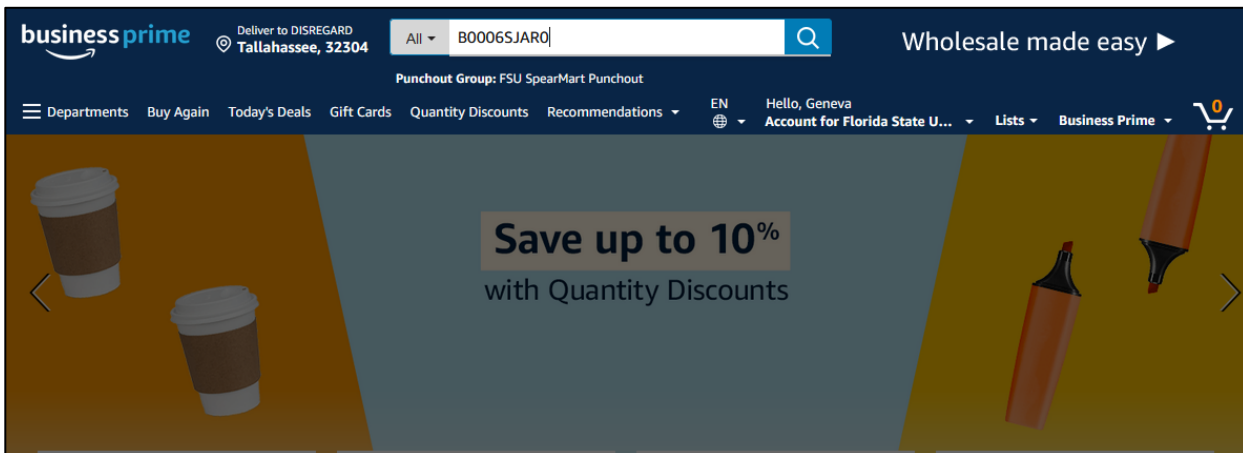 business prime
Deliver to DISREGARD
Tallahassee, 32304
All
B0006SJAR0
Wholesale made easy
Punchout Group: FSU SpearMart Punchout
Departments
Buy Again
Today's Deals
Gift Cards
Quantity Discounts
Recommendations
EN
Hello, Geneva
Account for Florida State U...
Lists
Business Prime
0
Save up to 10%
with Quantity Discounts